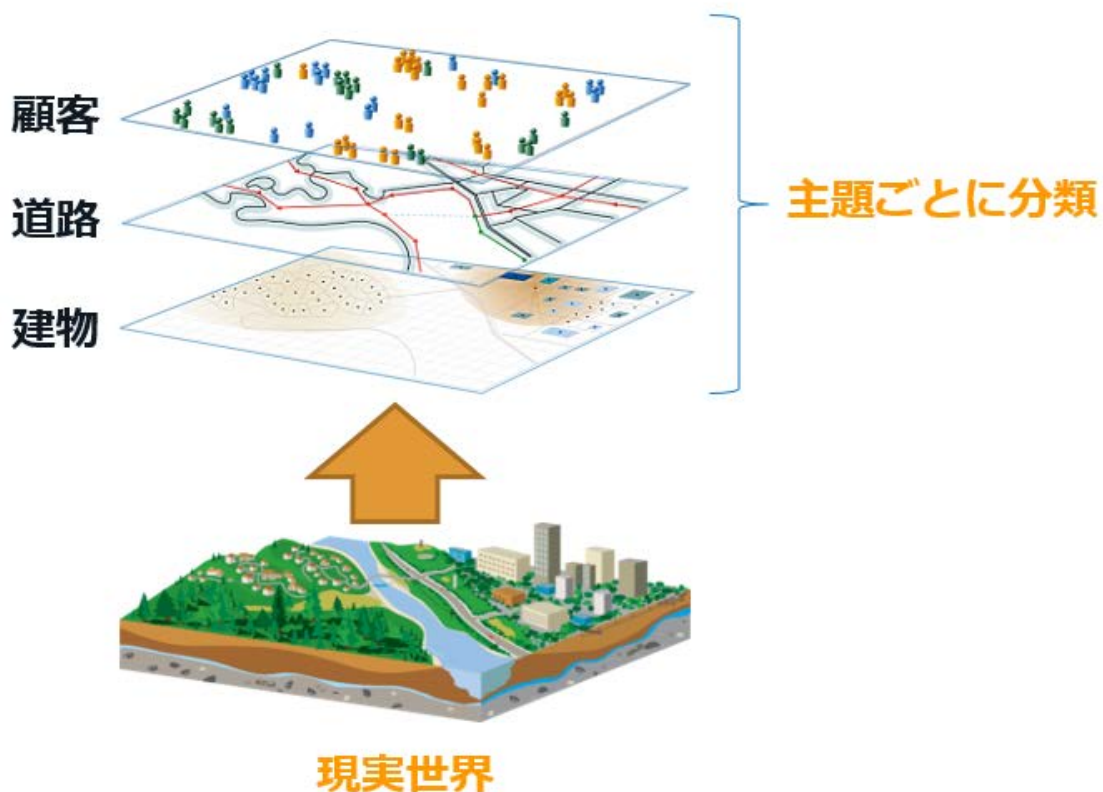 顧客
道路
建物
主題ごとに分類
現実世界